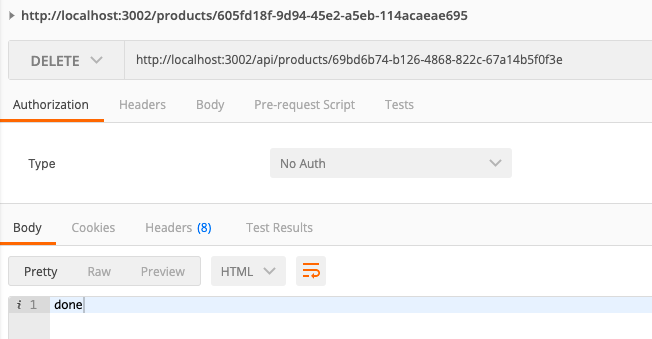 http://localhost:3002/products/605fd18f-9d94-45e2-a5eb-114acaeae695
DELETE http://localhost:3002/api/products/69bd6b74-b126-4868-822c-67a14b5f0f3e
Authorization Headers Body Pre-request Script Tests
Type No Auth
Body Cookies Headers (8) Test Results
Pretty Raw Preview HTML
i 1 done